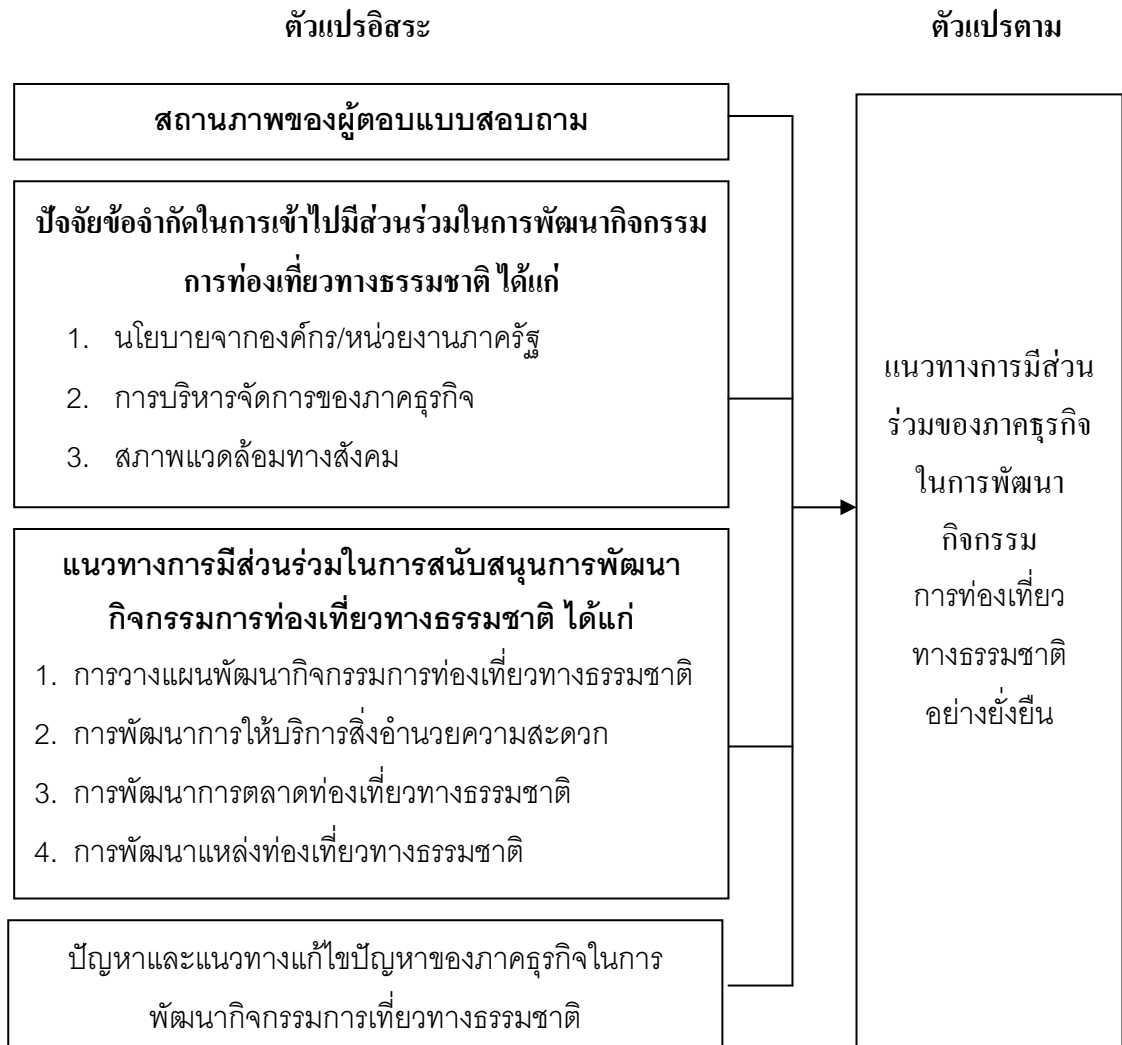 ตัวแปรอิสระ
ตัวแปรตาม
สถานภาพของผู้ตอบแบบสอบถาม
ปัจจัยข้อจำกัดในการเข้าไปมีส่วนร่วมในการพัฒนากิจกรรม
การท่องเที่ยวทางธรรมชาติ ได้แก่
1. นโยบายจากองค์กร/หน่วยงานภาครัฐ
2. การบริหารจัดการของภาคธุรกิจ
3. สภาพแวดล้อมทางสังคม
แนวทางการมีส่วนร่วมในการสนับสนุนการพัฒนา
กิจกรรมการท่องเที่ยวทางธรรมชาติ ได้แก่
1. การวางแผนพัฒนากิจกรรมการท่องเที่ยวทางธรรมชาติ
2. การพัฒนาการให้บริการสิ่งอำนวยความสะดวก
3. การพัฒนาการตลาดท่องเที่ยวทางธรรมชาติ
4. การพัฒนาแหล่งท่องเที่ยวทางธรรมชาติ
ปัญหาและแนวทางแก้ไขปัญหาของภาคธุรกิจในการ
พัฒนากิจกรรมการเที่ยวทางธรรมชาติ
แนวทางการมีส่วน
ร่วมของภาคธุรกิจ
ในการพัฒนา
กิจกรรม
การท่องเที่ยว
ทางธรรมชาติ
อย่างยั่งยืน